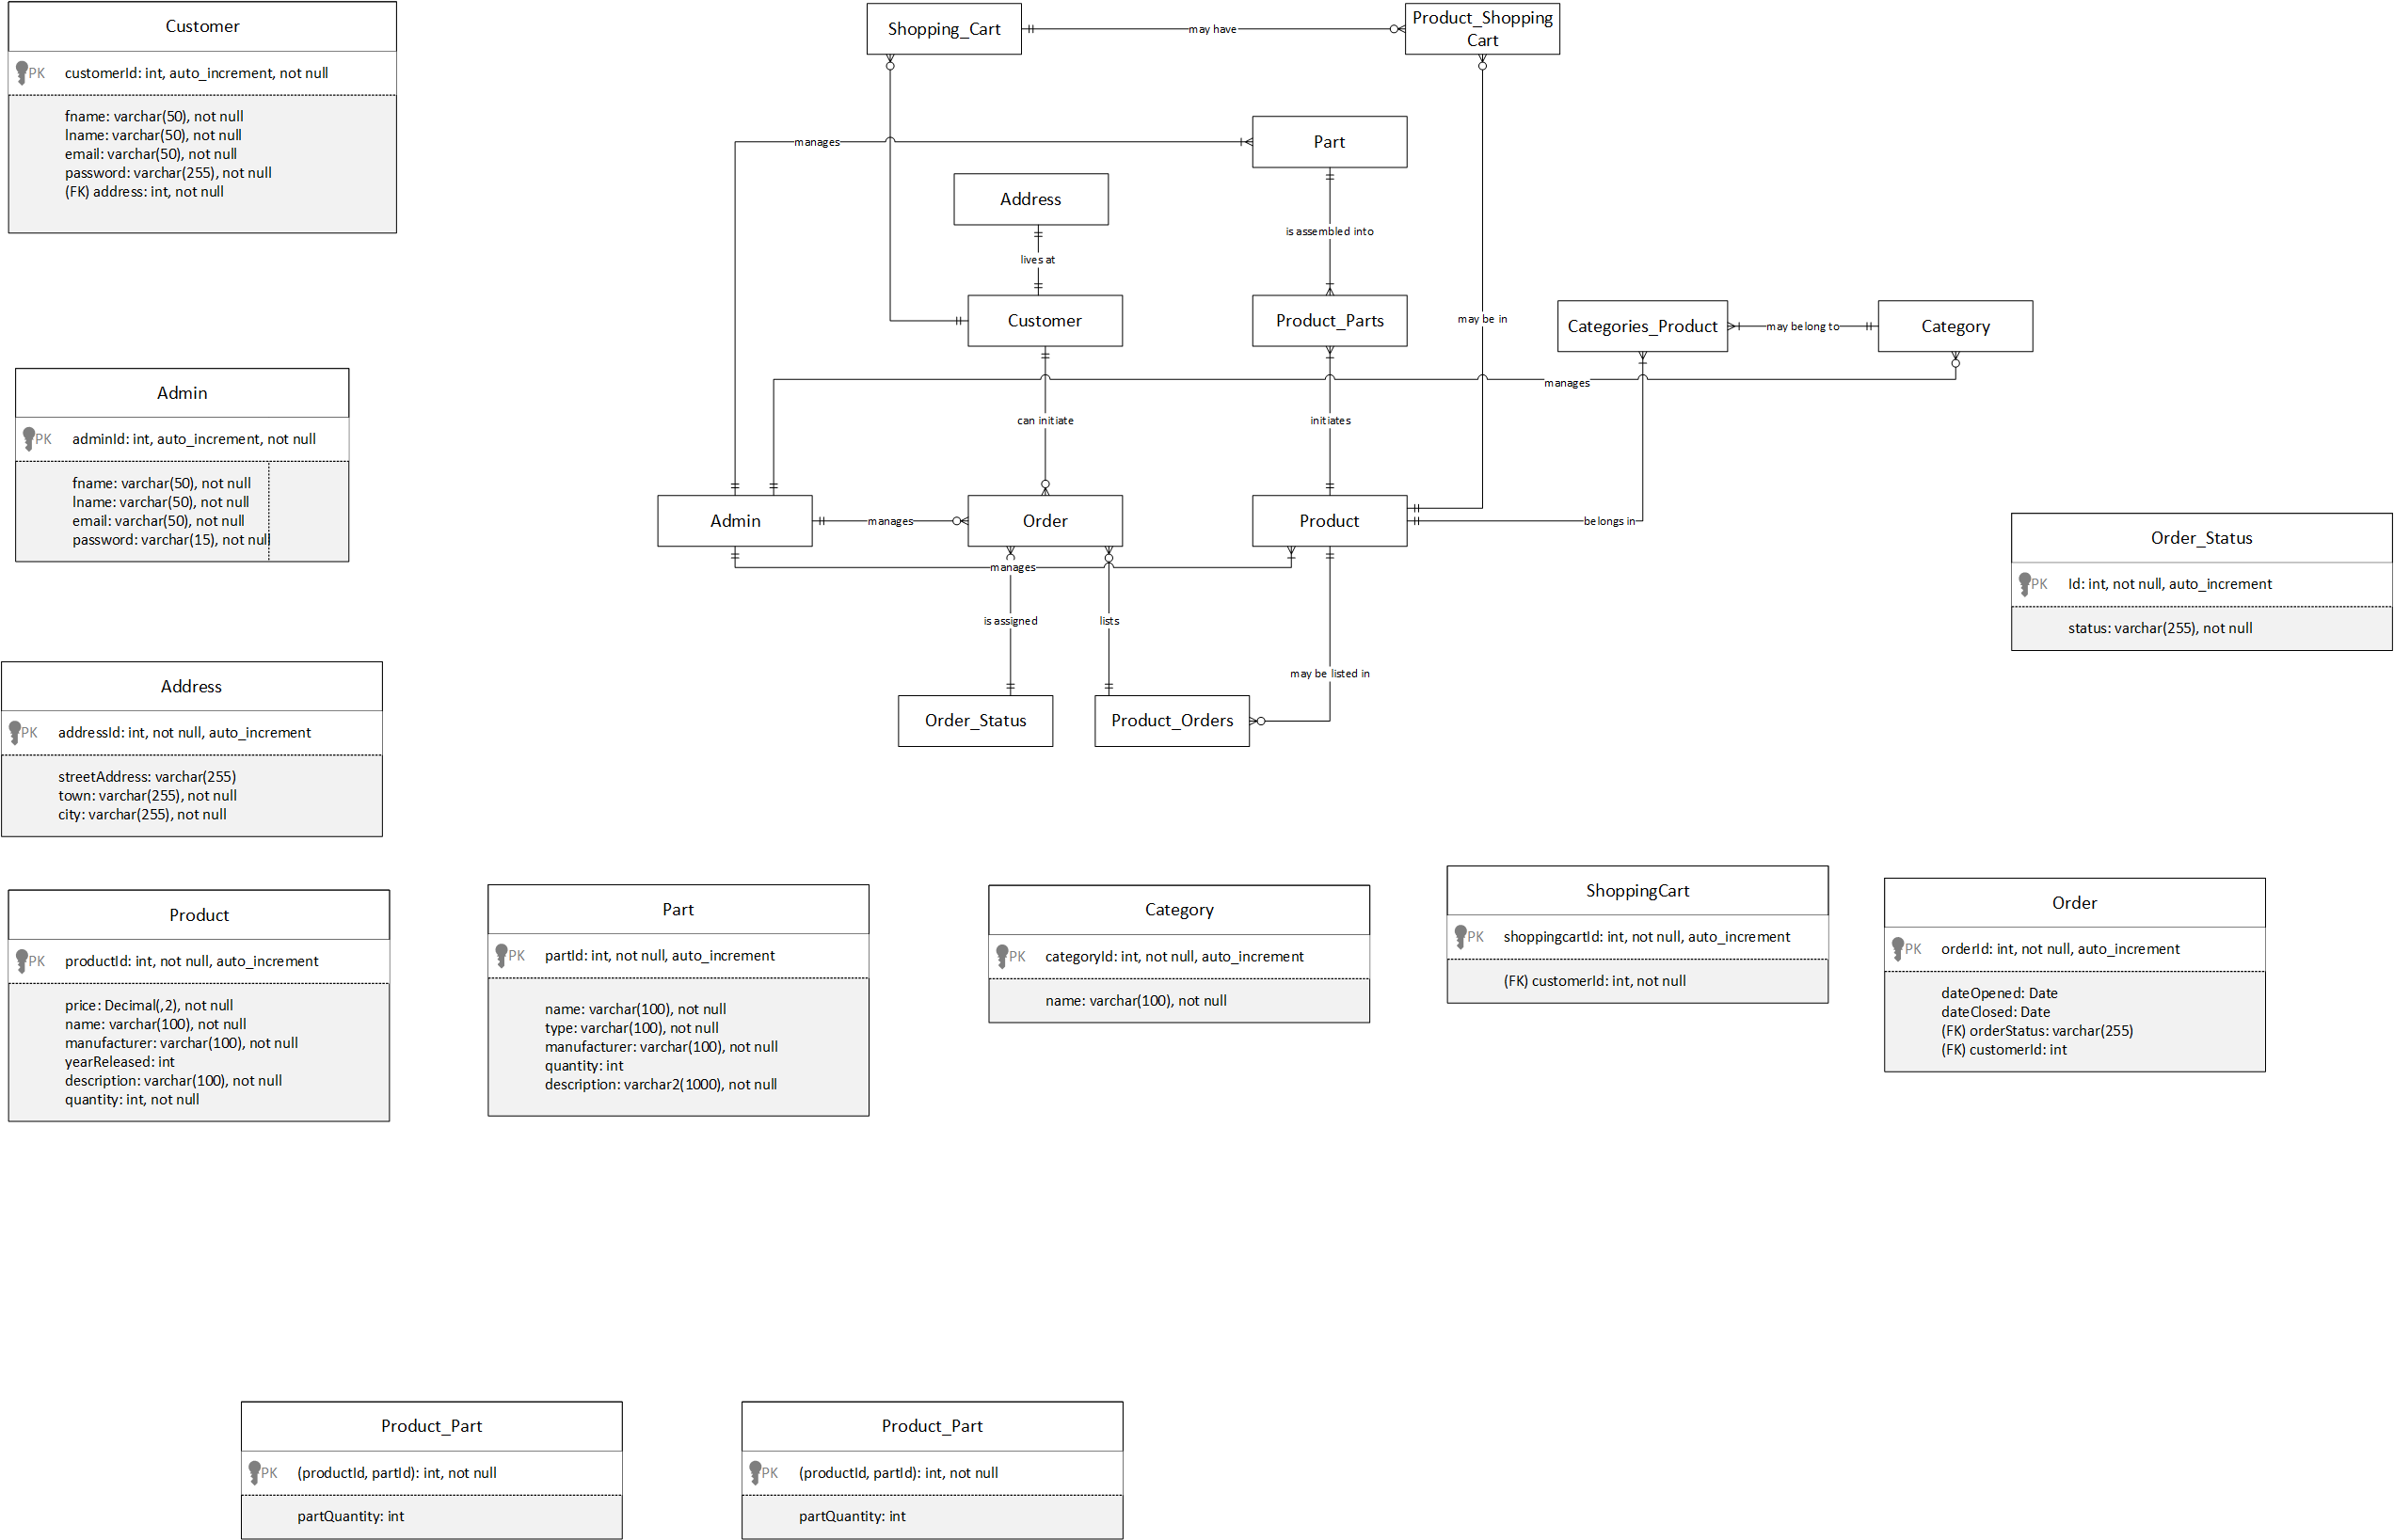 Customer
PK customerId: int, auto_increment, not null
fname: varchar(50), not null
lname: varchar(50), not null
email: varchar(50), not null
password: varchar(255), not null
(FK) address: int, not null
Shopping_Cart
may have
Product_Shopping
Cart
manages
Part
Address
is assembled into
lives at
Customer
Product_Parts
may be in
Categories_Product
may belong to
Category
manages
can initiate
initiates
Admin
manages
Order
Product
belongs in
manages
is assigned
lists
may be listed in
Order_Status
Product_Orders
Admin
PK adminId: int, auto_increment, not null
fname: varchar(50), not null
lname: varchar(50), not null
email: varchar(50), not null
password: varchar(15), not null
Order_Status
PK Id: int, not null, auto_increment
status: varchar(255), not null
Address
PK addressId: int, not null, auto_increment
streetAddress: varchar(255)
town: varchar(255), not null
city: varchar(255), not null
Product
PK productId: int, not null, auto_increment
price: Decimal(,2), not null
name: varchar(100), not null
manufacturer: varchar(100), not null
yearReleased: int
description: varchar(100), not null
quantity: int, not null
Part
PK partId: int, not null, auto_increment
name: varchar(100), not null
type: varchar(100), not null
manufacturer: varchar(100), not null
quantity: int
description: varchar2(1000), not null
Category
PK categoryId: int, not null, auto_increment
name: varchar(100), not null
ShoppingCart
PK shoppingcartId: int, not null, auto_increment
(FK) customerId: int, not null
Order
PK orderId: int, not null, auto_increment
dateOpened: Date
dateClosed: Date
(FK) orderStatus: varchar(255)
(FK) customerId: int
Product_Part
PK (productId, partId): int, not null
partQuantity: int
Product_Part
PK (productId, partId): int, not null
partQuantity: int